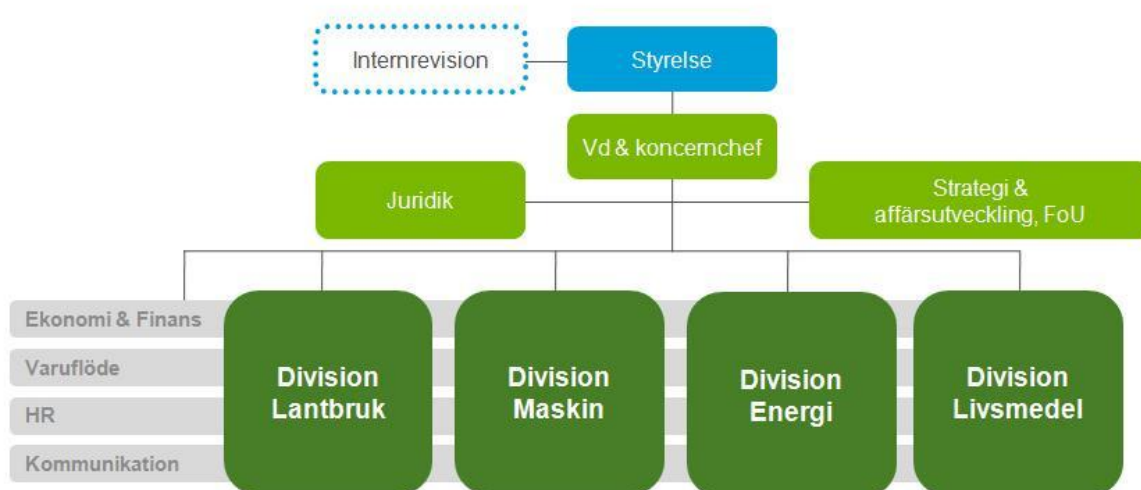 Internrevision
Styrelse
Vd & koncernchef
Juridik
Strategi &
affärsutveckling, FoU
Ekonomi & Finans
Varuflöde
HR
Kommunikation
Division
Lantbruk
Division
Maskin
Division
Energi
Division
Livsmedel